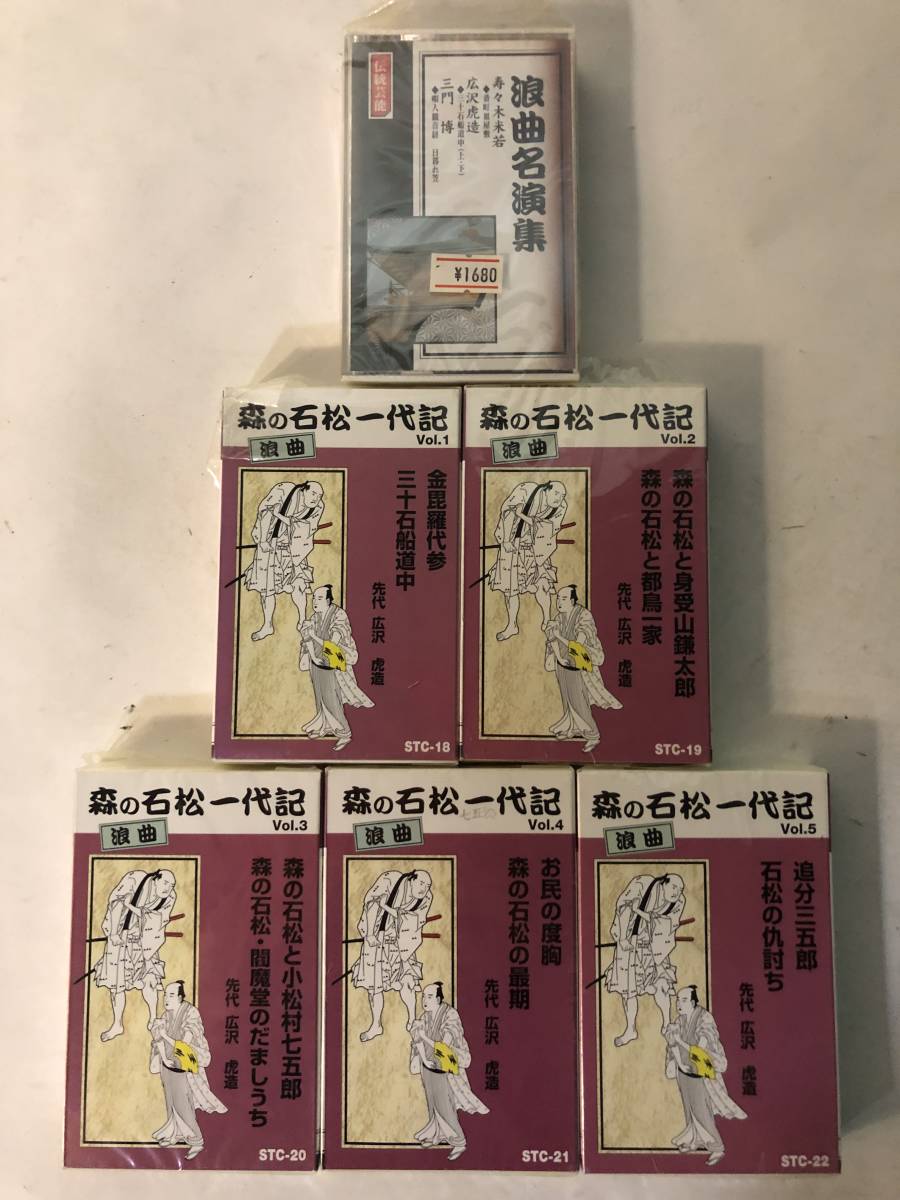 伝統芸能
浪曲名演集
寿々木米若
広沢虎造
◆三十石船道中(上・下)
三門 博
¥1680
森の石松一代記
Vol.1
浪曲
金毘羅代参
三十石船道中
先代 広沢 虎造
STC-18
森の石松一代記
Vol.2
浪曲
森の石松と身受山鎌太郎
森の石松と都鳥一家
先代 広沢 虎造
STC-19
森の石松一代記
Vol.3
浪曲
森の石松と小松村七五郎
森の石松・閻魔堂のだましうち
先代 広沢 虎造
STC-20
森の石松一代記
Vol.4
浪曲
お民の度胸
森の石松の最期
先代 広沢 虎造
STC-21
森の石松一代記
Vol.5
浪曲
追分三五郎
石松の仇討ち
先代 広沢 虎造
STC-22